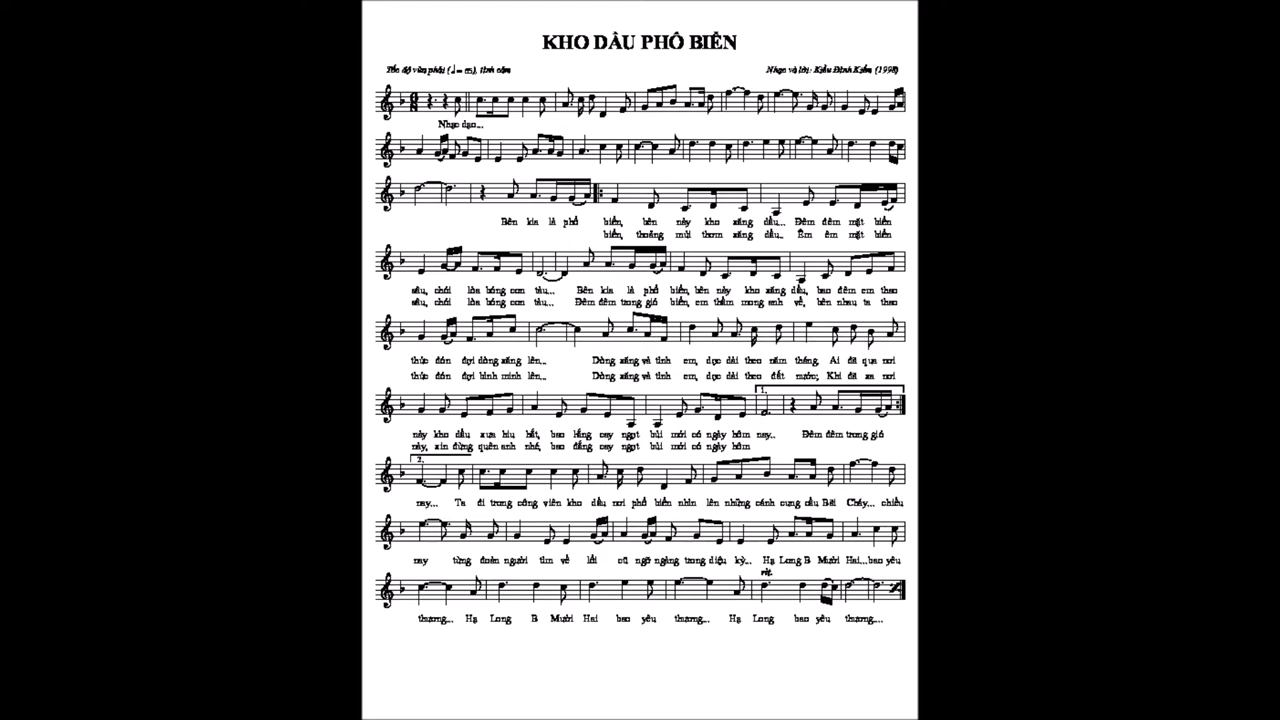 KHO DẦU PHỐ BIỂN
Tốc độ vừa phải (♩= 65), tình cảm
Nhạc và lời: Kiều Đình Kiểm (1998)
Nhạc dạo...
Bên kia là phố biển, bên này kho xăng dầu... Đêm đêm mặt biển
biển, thoảng mùi thơm xăng dầu.. Êm êm mặt biển
sâu, chói lòa bóng con tàu... Bên kia là phố biển, bên này kho xăng dầu, bao đêm em thao
sâu, chói lòa bóng con tàu... Đêm đêm trong gió biển, em thầm mong anh về, bên nhau ta thao
thức đón đợi dòng xăng lên... Dòng xăng và tình em, dọc dài theo năm tháng, Ai đã qua nơi
thức đón đợi bình minh lên... Dòng xăng và tình em, dọc dài theo đất nước; Khi đã xa nơi
1.
này kho dầu xưa hiu hắt, bao lắng cay ngọt bùi mới có ngày hôm nay.. Đêm đêm trong gió
này, xin đừng quên anh nhé, bao đắng cay ngọt bùi mới có ngày hôm
2.
nay... Ta đi trong công viên kho dầu nơi phố biển nhìn lên những cánh cung cầu Bãi Cháy... chiều
nay từng đoàn người tìm về lối cũ ngỡ ngàng trong diệu kỳ... Hạ Long B Mười Hai...bao yêu
rit.
thương... Hạ Long B Mười Hai bao yêu thương... Hạ Long bao yêu thương....